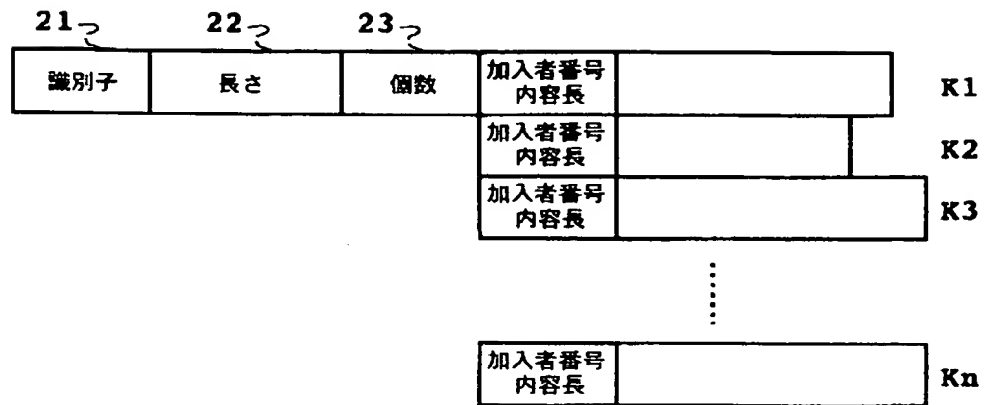 21 22 23
識別子 長さ 個数 加入者番号 内容長 K1
加入者番号 内容長 K2
加入者番号 内容長 K3
加入者番号 内容長 Kn